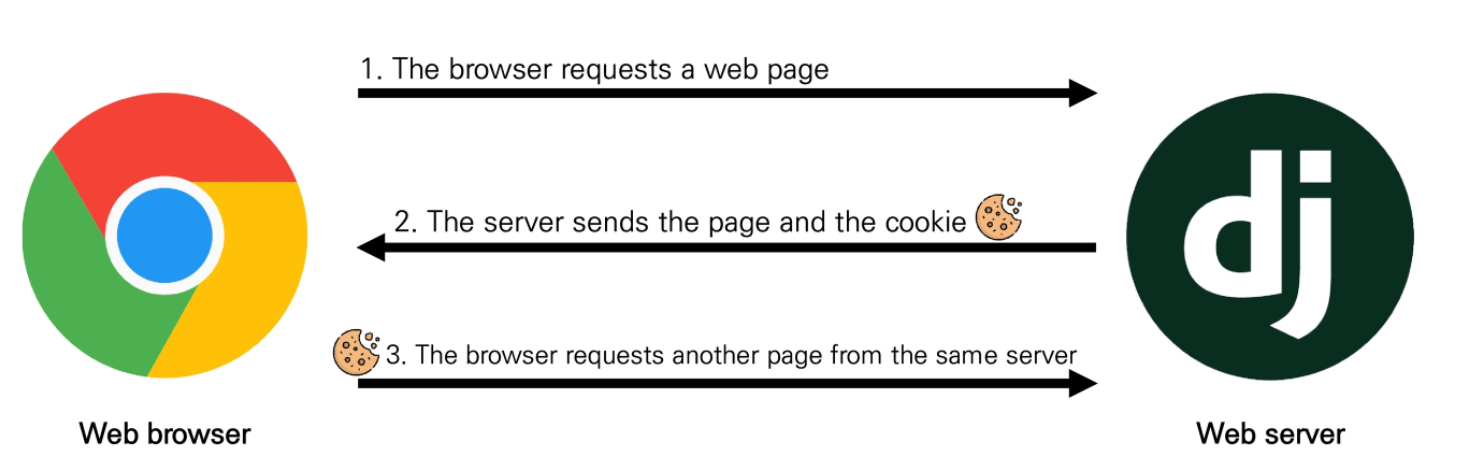 1. The browser requests a web page
dj
2. The server sends the page and the cookie
3. The browser requests another page from the same server
Web browser
Web server